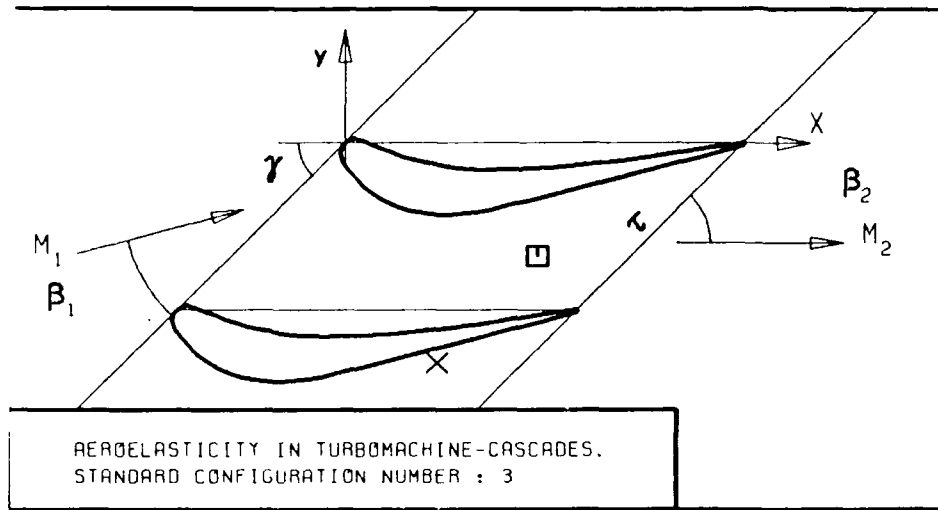 y
X
γ
β₂
τ
M₁
M₂
β₁
AEROELASTICITY IN TURBOMACHINE-CASCADES.
STANDARD CONFIGURATION NUMBER : 3